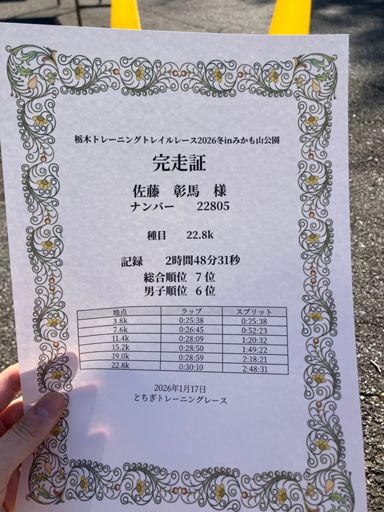 栃木トレーニングトレイルレース2026冬inみかも山公園
完走証
佐藤 彰馬 様
ナンバー 22805
種目 22.8k
記録 2時間48分31秒
総合順位 7位
男子順位 6位
地点 ラップ スプリット
3.8k 0:25:38 0:25:38
7.6k 0:26:45 0:52:23
11.4k 0:28:09 1:20:32
15.2k 0:28:50 1:49:22
19.0k 0:28:59 2:18:21
22.8k 0:30:10 2:48:31
2026年1月17日
とちぎトレーニングレース